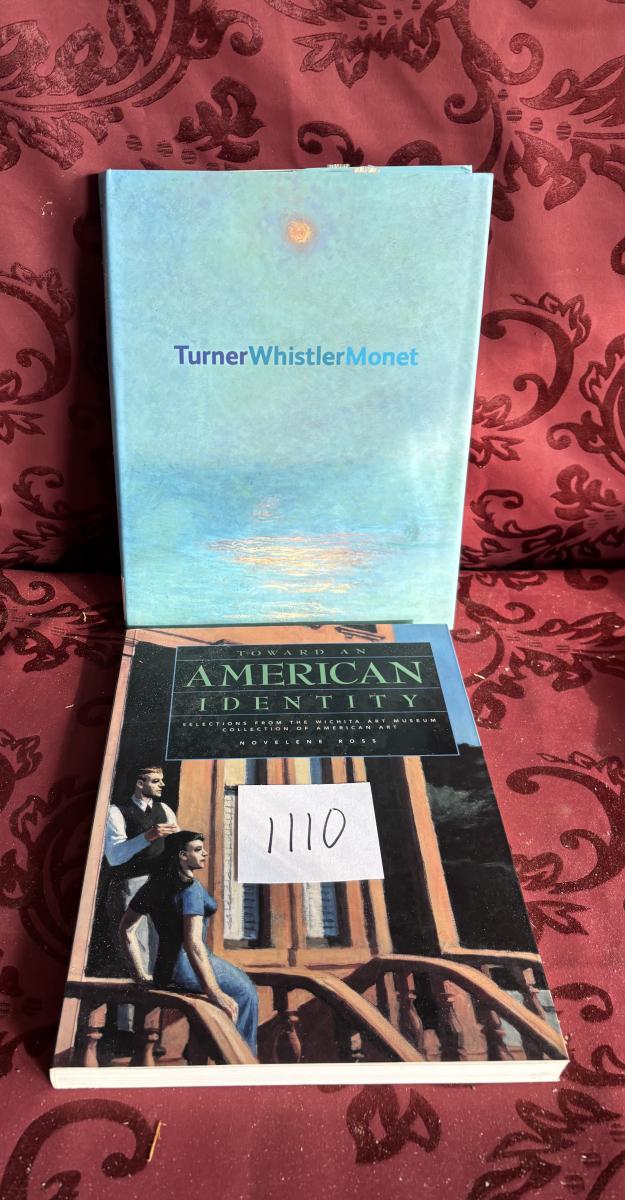 TurnerWhistlerMonet
TOWARD AN
AMERICAN
IDENTITY
SELECTIONS FROM THE WICHITA ART MUSEUM
COLLECTION OF AMERICAN ART
NOVELENE ROSS
1110